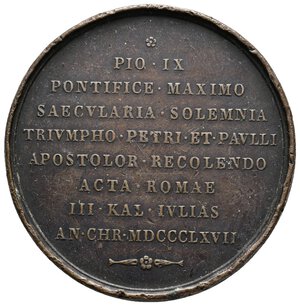 PIO · IX
PONTIFICE · MAXIMO
SAECVLARIA · SOLEMNIA
TRIVMPHO · PETRI · ET · PAVLLI
APOSTOLOR · RECOLENDO
ACTA · ROMAE
III · KAL · IVLIAS
AN · CHR · MDCCCLXVII